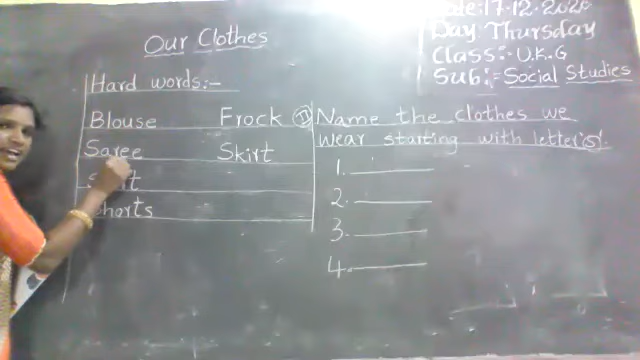 Our Clothes
Date:17.12.2020
Day: Thursday
Class:- U.K.G
Sub:- Social Studies
Hard words:-
Blouse Frock
Saree Skirt
Shorts
II Name the clothes we
wear starting with letter 's'.
1.
2.
3.
4.